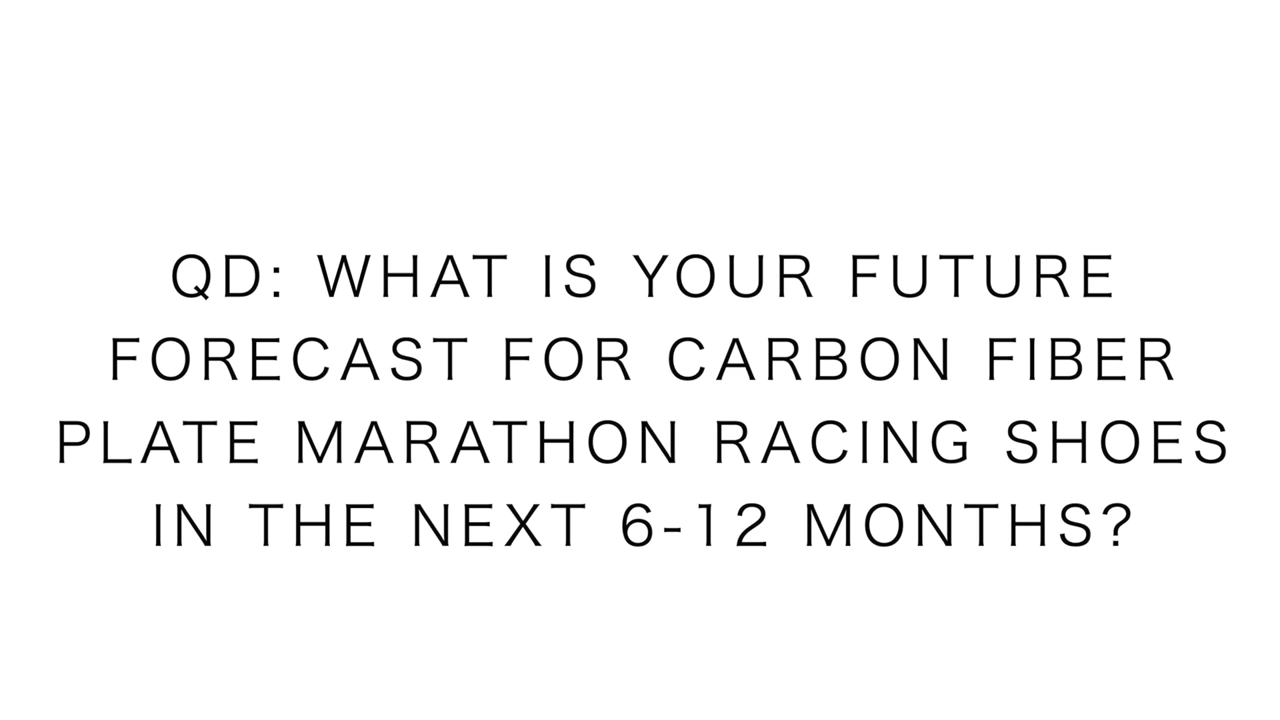 QD: WHAT IS YOUR FUTURE
FORECAST FOR CARBON FIBER
PLATE MARATHON RACING SHOES
IN THE NEXT 6-12 MONTHS?